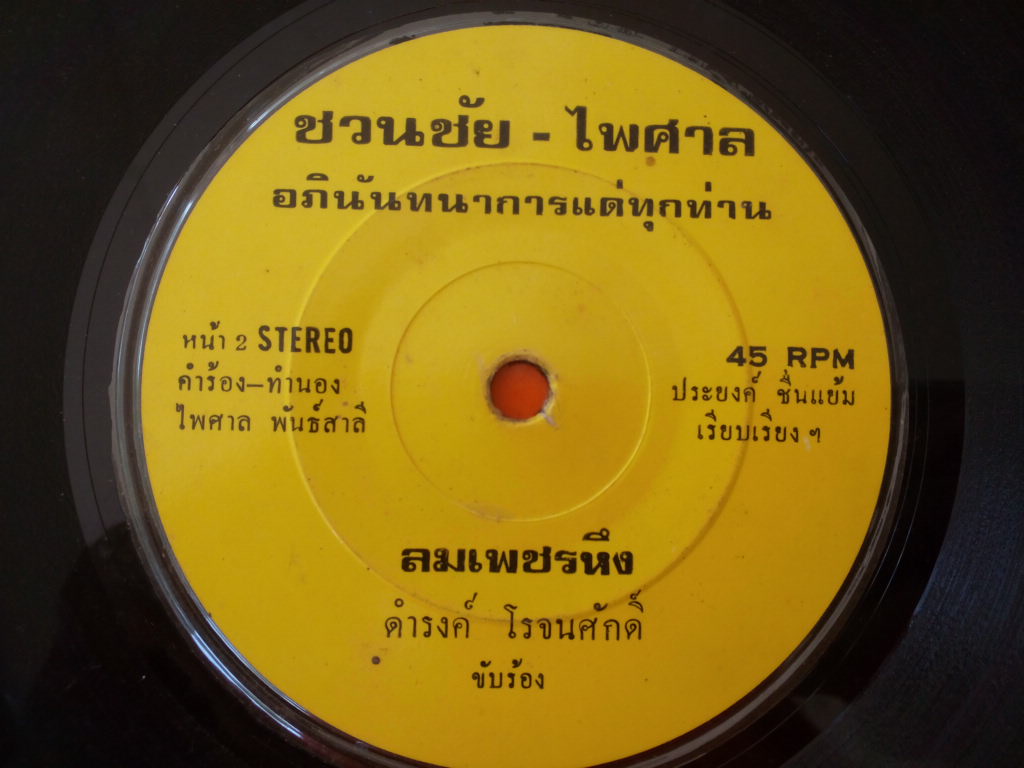 ชวนชัย - ไพศาล
อภินันทนาการแด่ทุกท่าน
หน้า 2 STEREO
คำร้อง–ทำนอง
ไพศาล พันธ์สาลี
45 RPM
ประยงค์ ชื่นแย้ม
เรียบเรียง ๆ
ลมเพชรหึง
ดำรงค์ โรจนศักดิ์
ขับร้อง